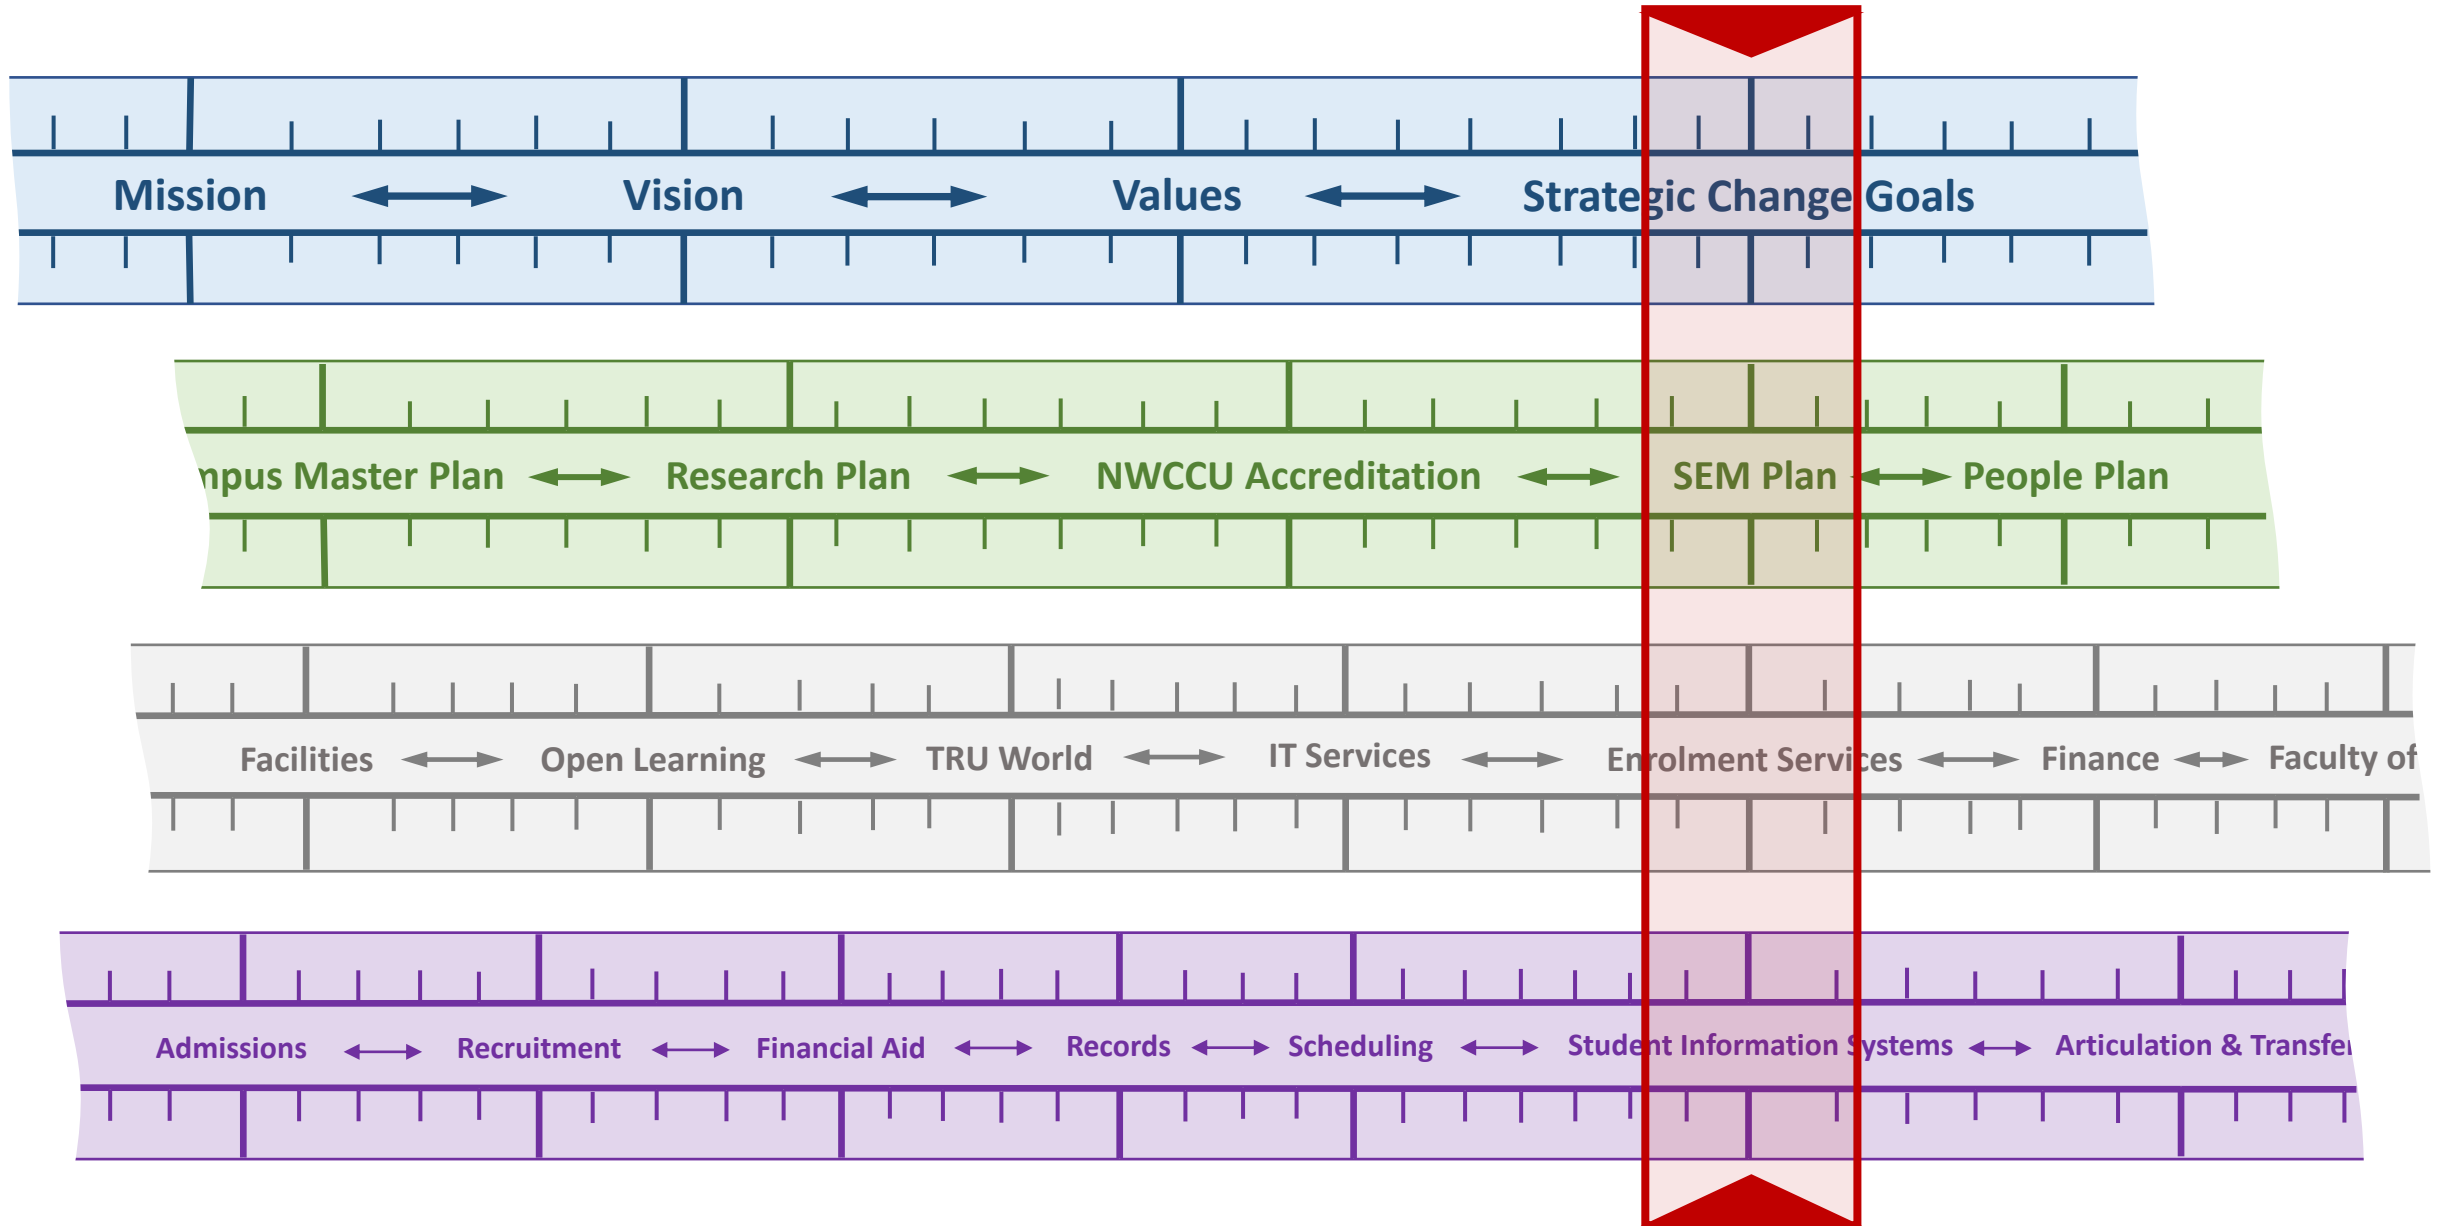 Mission Vision Values Strategic Change Goals
mpus Master Plan Research Plan NWCCU Accreditation SEM Plan People Plan
Facilities Open Learning TRU World IT Services Enrolment Services Finance Faculty of
Admissions Recruitment Financial Aid Records Scheduling Student Information Systems Articulation & Transfer